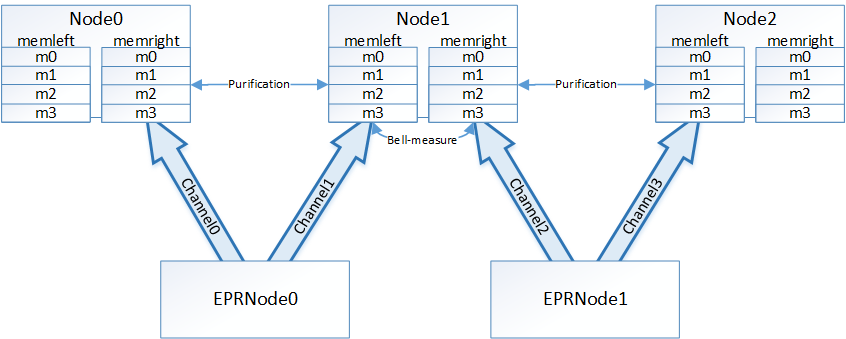 Node0 Node1 Node2
memleft memright memleft memright memleft memright
m0 m0 m0 m0 m0 m0
m1 m1 m1 m1 m1 m1
m2 m2 Purification m2 m2 Purification m2 m2
m3 m3 m3 m3 m3 m3
Bell-measure
Channel0 Channel1 Channel2 Channel3
EPRNode0 EPRNode1